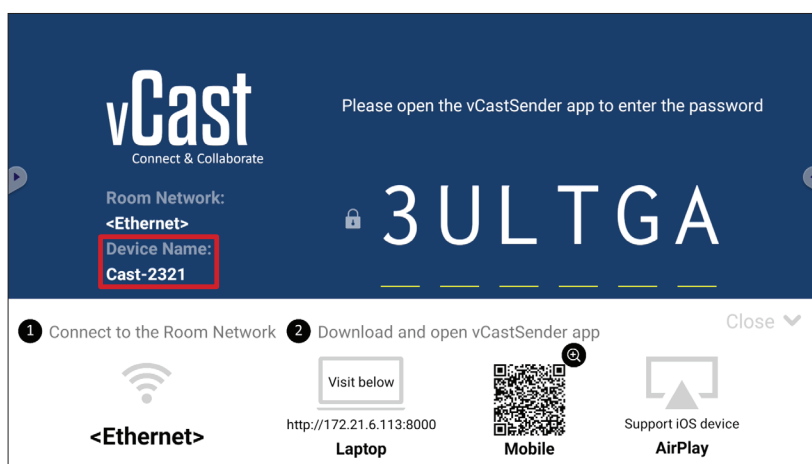 vCast
Connect & Collaborate
Please open the vCastSender app to enter the password
Room Network:
<Ethernet>
Device Name:
Cast-2321
3ULTGA
1 Connect to the Room Network
2 Download and open vCastSender app
Close
<Ethernet>
Visit below
http://172.21.6.113:8000
Laptop
Mobile
Support iOS device
AirPlay